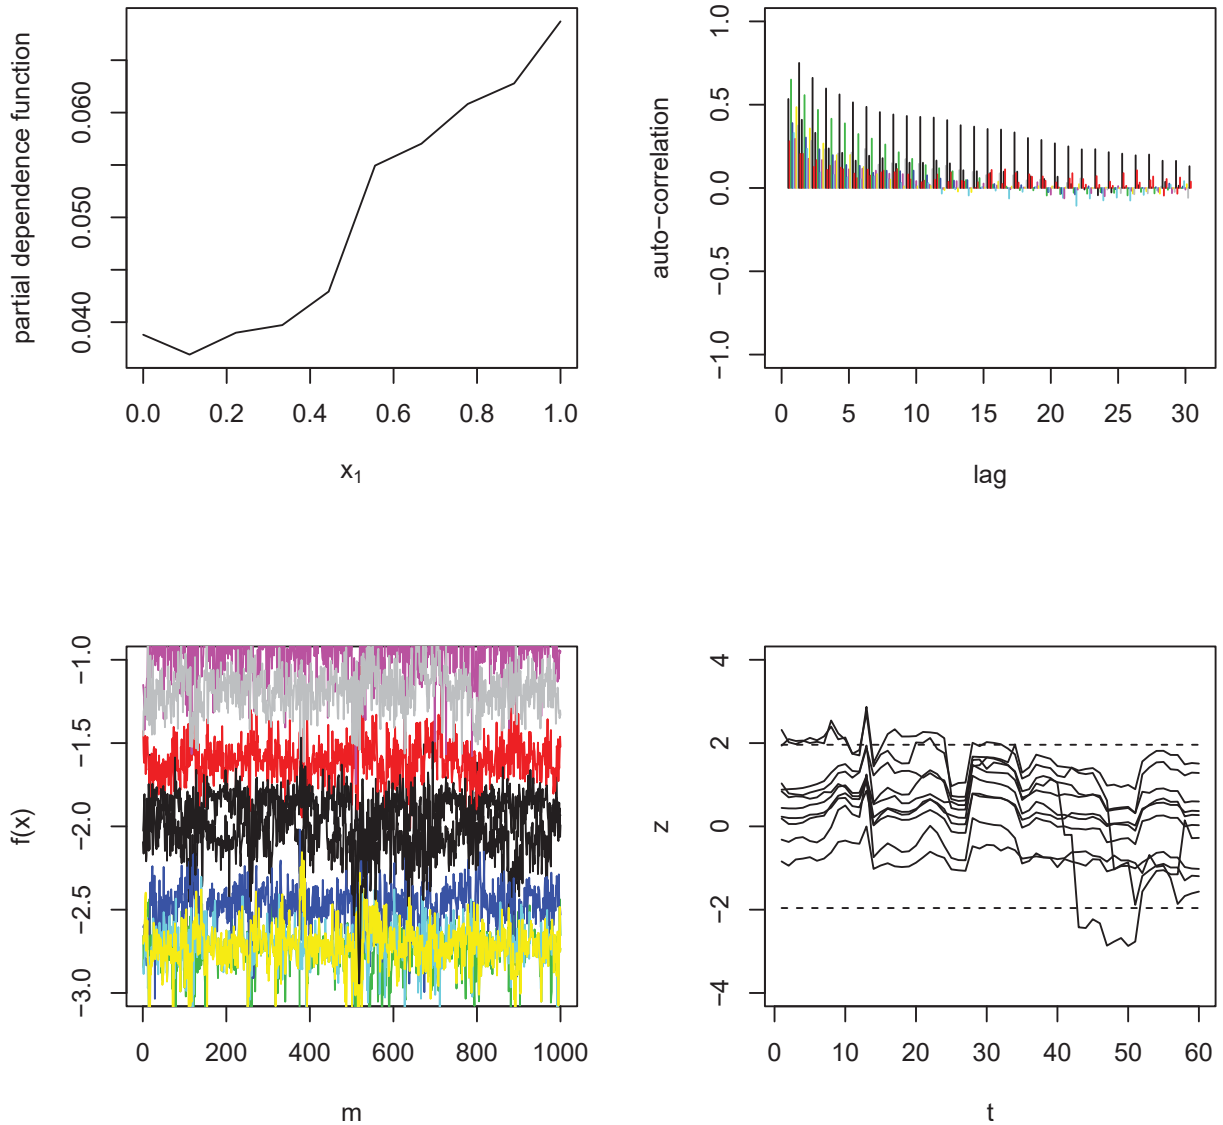 partial dependence function
0.060
0.050
0.040
0.0 0.2 0.4 0.6 0.8 1.0
x₁
auto−correlation
1.0
0.5
0.0
−0.5
−1.0
0 5 10 15 20 25 30
lag
f(x)
−1.0
−1.5
−2.0
−2.5
−3.0
0 200 400 600 800 1000
m
z
4
2
0
−2
−4
0 10 20 30 40 50 60
t